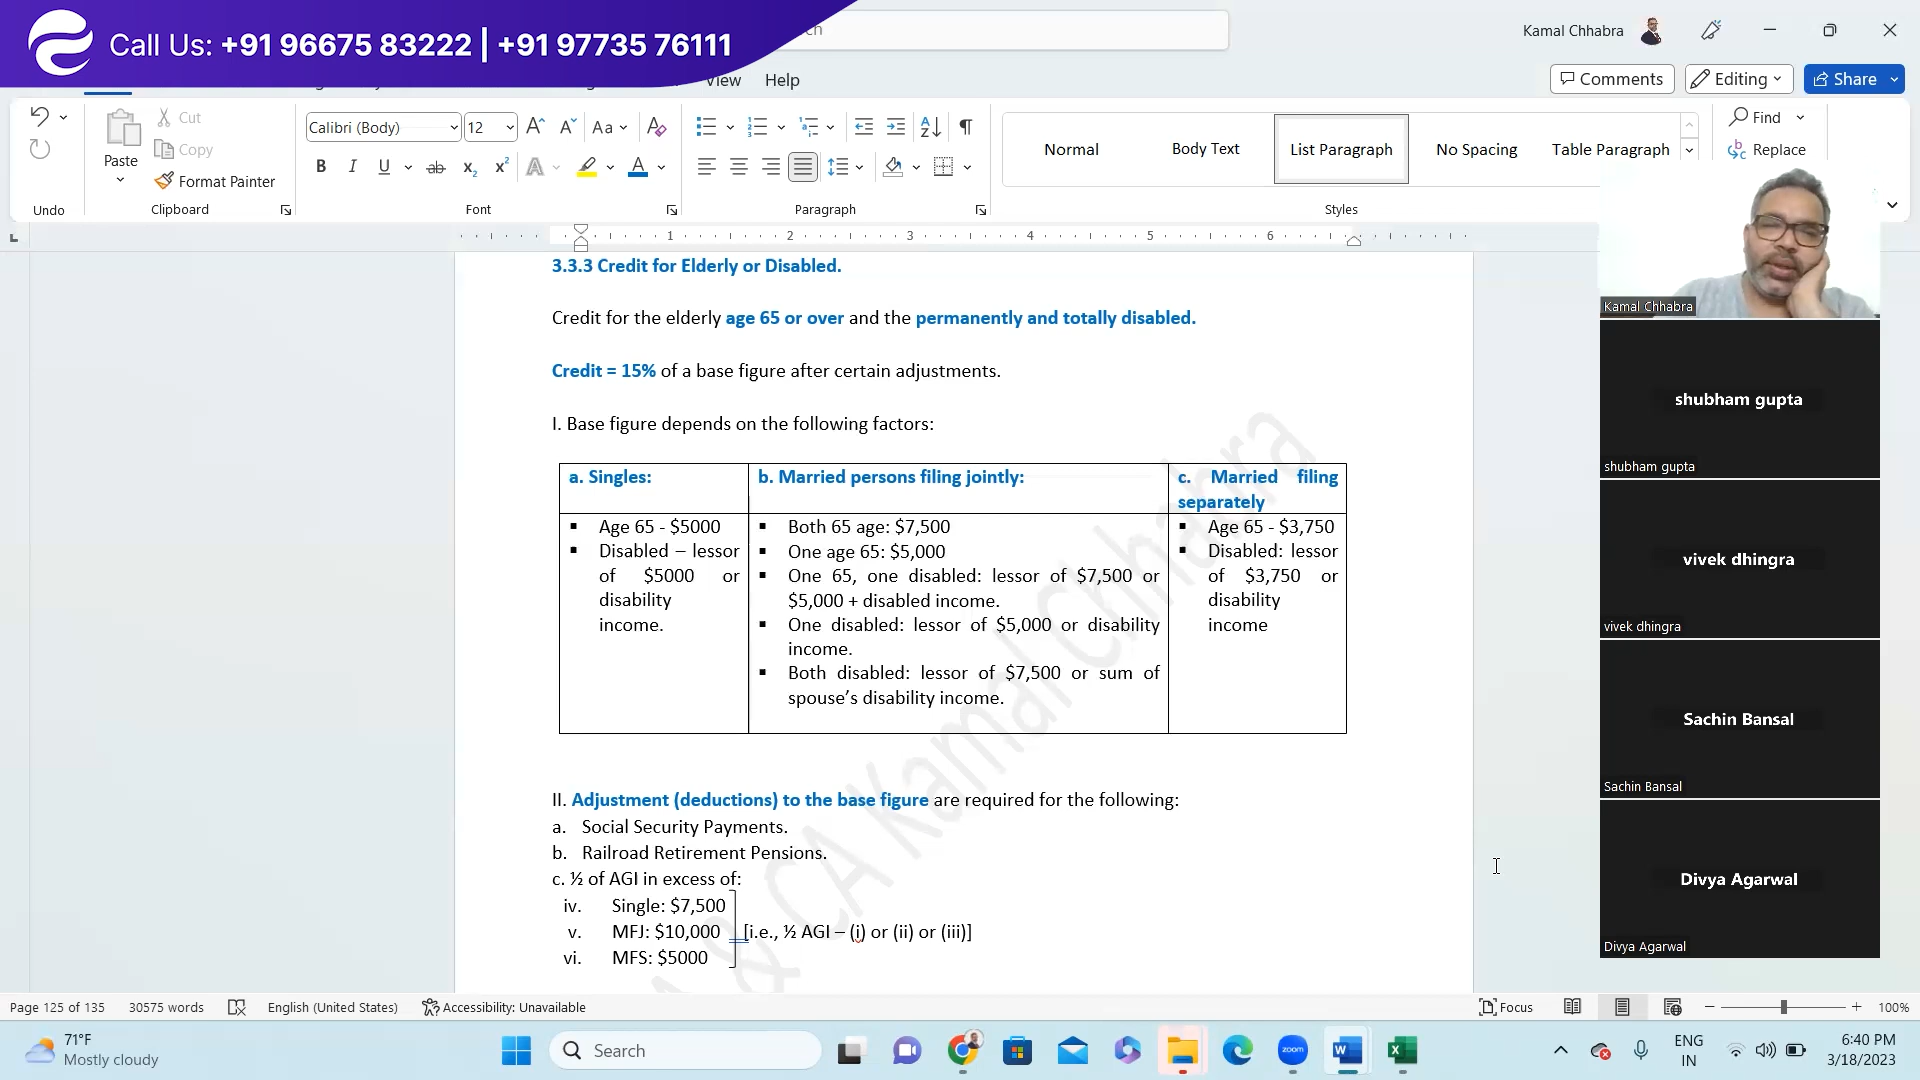 Call Us: +91 96675 83222 | +91 97735 76111
ch
Kamal Chhabra
View Help
Comments
Editing
Share
Cut
Copy
Paste
Format Painter
Calibri (Body)
12
Aa
Normal
Body Text
List Paragraph
No Spacing
Table Paragraph
Find
Replace
Undo
Clipboard
Font
Paragraph
Styles
1 2 3 4 5 6
3.3.3 Credit for Elderly or Disabled.
Credit for the elderly age 65 or over and the permanently and totally disabled.
Credit = 15% of a base figure after certain adjustments.
I. Base figure depends on the following factors:
a. Singles:
▪ Age 65 - $5000
▪ Disabled – lessor
of $5000 or
disability
income.
b. Married persons filing jointly:
▪ Both 65 age: $7,500
▪ One age 65: $5,000
▪ One 65, one disabled: lessor of $7,500 or
$5,000 + disabled income.
▪ One disabled: lessor of $5,000 or disability
income.
▪ Both disabled: lessor of $7,500 or sum of
spouse’s disability income.
c. Married filing
separately
▪ Age 65 - $3,750
▪ Disabled: lessor
of $3,750 or
disability
income
II. Adjustment (deductions) to the base figure are required for the following:
a. Social Security Payments.
b. Railroad Retirement Pensions.
c. ½ of AGI in excess of:
iv. Single: $7,500
v. MFJ: $10,000 [i.e., ½ AGI – (i) or (ii) or (iii)]
vi. MFS: $5000
& CA Kamal Chhabra
Kamal Chhabra
shubham gupta
shubham gupta
vivek dhingra
vivek dhingra
Sachin Bansal
Sachin Bansal
Divya Agarwal
Divya Agarwal
Page 125 of 135
30575 words
English (United States)
Accessibility: Unavailable
Focus
100%
71°F
Mostly cloudy
Search
zoom
ENG
IN
6:40 PM
3/18/2023